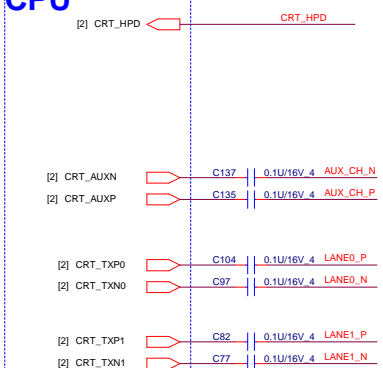 CPU
[2] CRT_HPD CRT_HPD
[2] CRT_AUXN C137 0.1U/16V_4 AUX_CH_N
[2] CRT_AUXP C135 0.1U/16V_4 AUX_CH_P
[2] CRT_TXP0 C104 0.1U/16V_4 LANE0_P
[2] CRT_TXN0 C97 0.1U/16V_4 LANE0_N
[2] CRT_TXP1 C82 0.1U/16V_4 LANE1_P
[2] CRT_TXN1 C77 0.1U/16V_4 LANE1_N